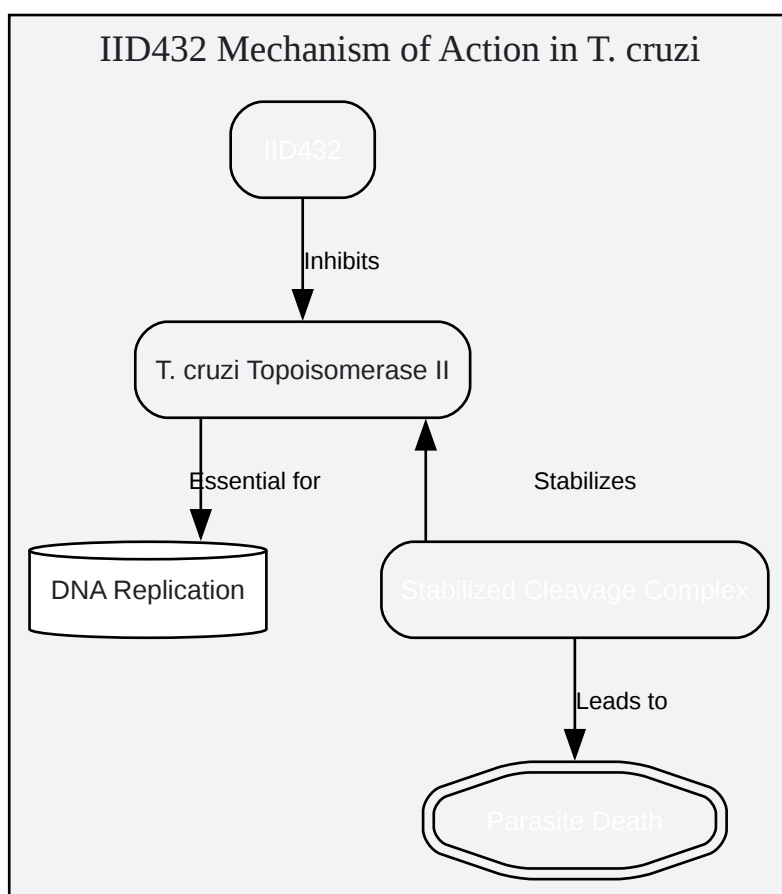 IID432 Mechanism of Action in T. cruzi
IID432
Inhibits
T. cruzi Topoisomerase II
Essential for
Stabilizes
DNA Replication
Stabilized Cleavage Complex
Leads to
Parasite Death